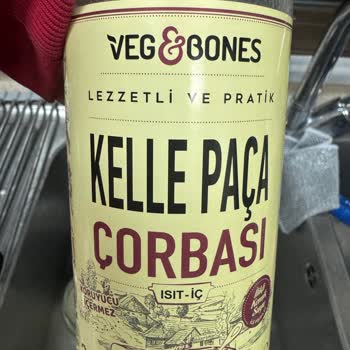 VEG&BONES
LEZZETLİ VE PRATİK
KELLE PAÇA
ÇORBASI
ISIT-İÇ
KORUYUCU
İÇERMEZ